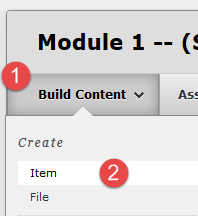 Module 1 -- (S
1
Build Content
Ass
Create
Item
2
File